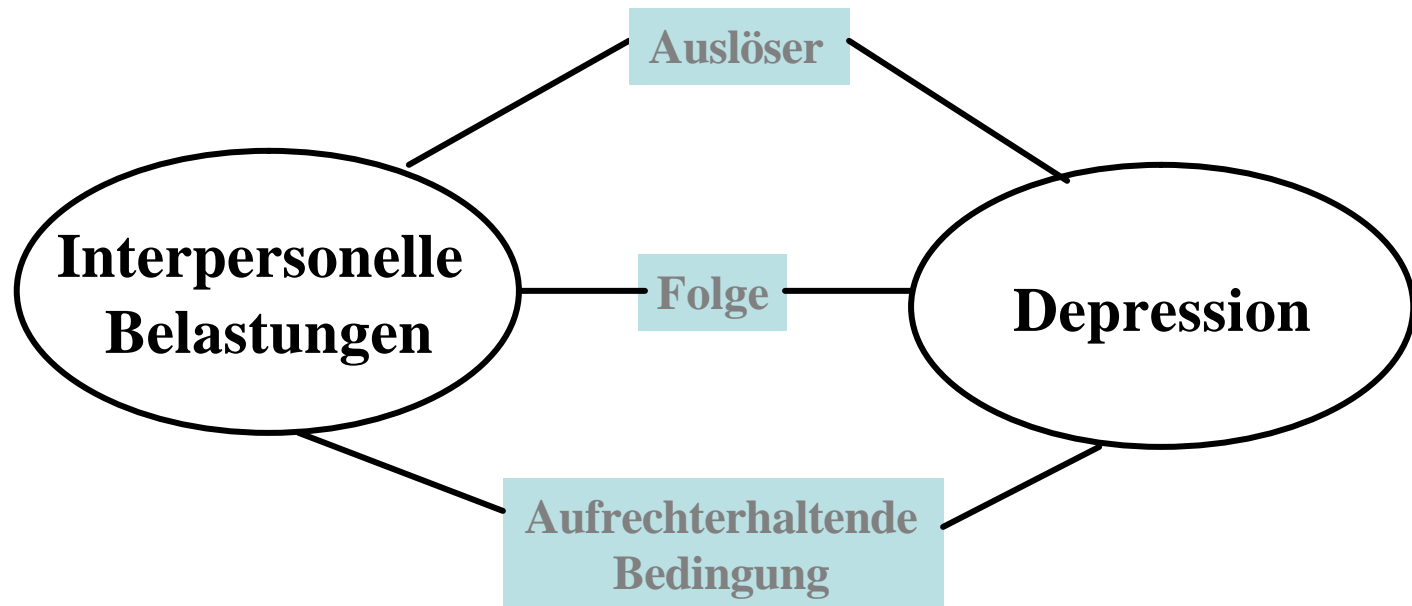 Auslöser
Interpersonelle
Belastungen
Folge
Depression
Aufrechterhaltende
Bedingung